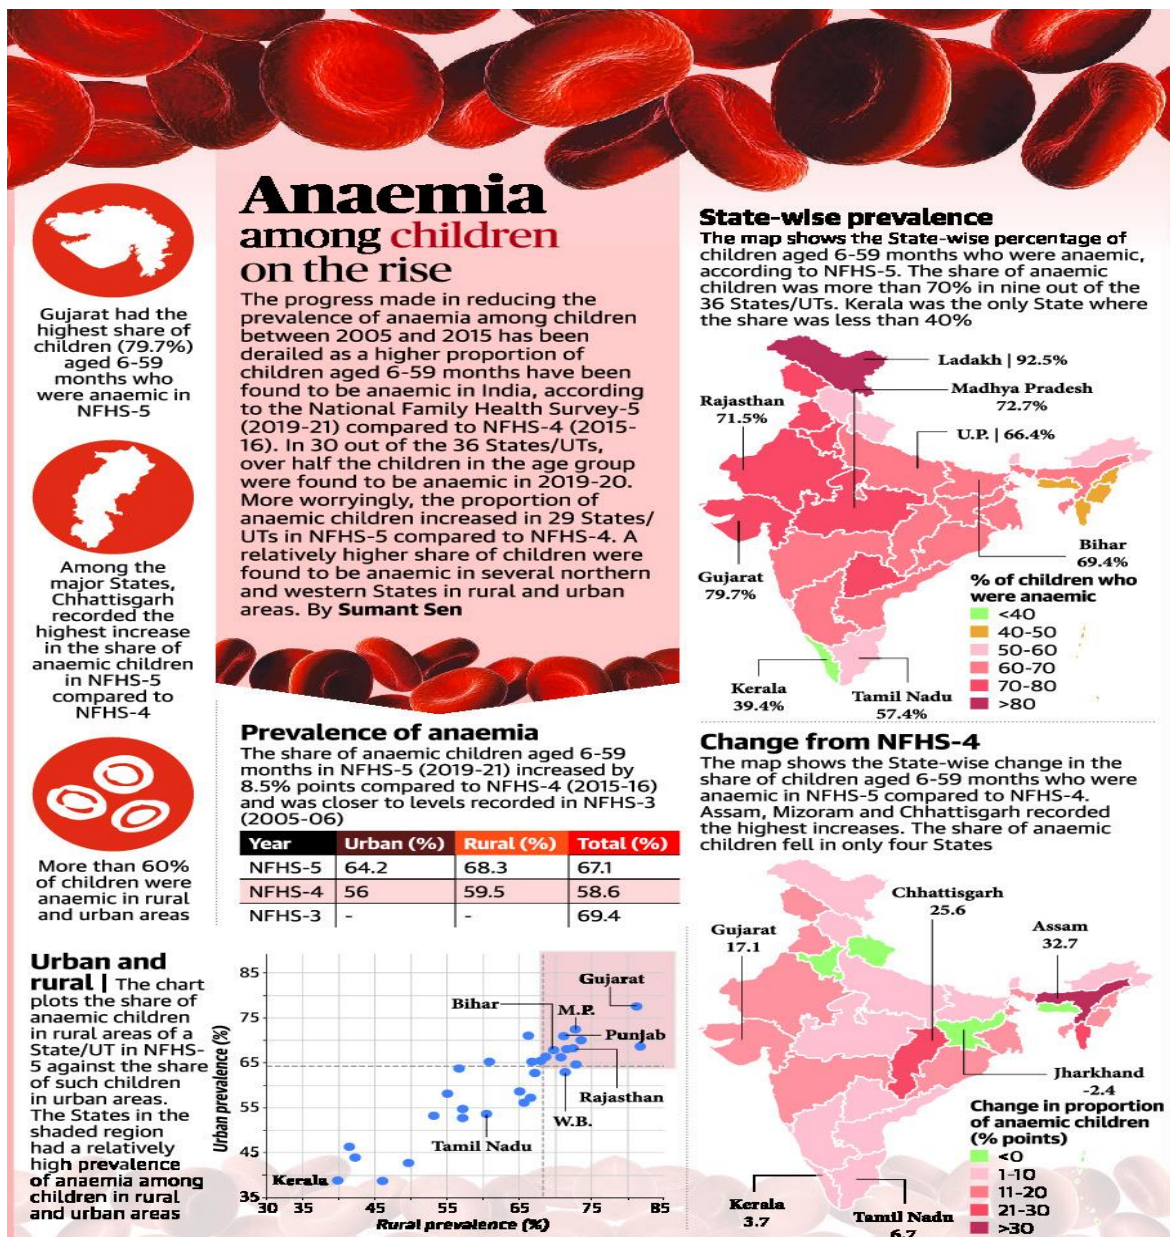 Anaemia
among children
on the rise
The progress made in reducing the
prevalence of anaemia among children
between 2005 and 2015 has been
derailed as a higher proportion of
children aged 6-59 months have been
found to be anaemic in India, according
to the National Family Health Survey-5
(2019-21) compared to NFHS-4 (2015-
16). In 30 out of the 36 States/UTs,
over half the children in the age group
were found to be anaemic in 2019-20.
More worryingly, the proportion of
anaemic children increased in 29 States/
UTs in NFHS-5 compared to NFHS-4. A
relatively higher share of children were
found to be anaemic in several northern
and western States in rural and urban
areas. By Sumant Sen
Gujarat had the
highest share of
children (79.7%)
aged 6-59
months who
were anaemic in
NFHS-5
Among the
major States,
Chhattisgarh
recorded the
highest increase
in the share of
anaemic children
in NFHS-5
compared to
NFHS-4
More than 60%
of children were
anaemic in rural
and urban areas
Prevalence of anaemia
The share of anaemic children aged 6-59
months in NFHS-5 (2019-21) increased by
8.5% points compared to NFHS-4 (2015-16)
and was closer to levels recorded in NFHS-3
(2005-06)
Year Urban (%) Rural (%) Total (%)
NFHS-5 64.2 68.3 67.1
NFHS-4 56 59.5 58.6
NFHS-3 - - 69.4
Urban and
rural | The chart
plots the share of
anaemic children
in rural areas of a
State/UT in NFHS-
5 against the share
of such children
in urban areas.
The States in the
shaded region
had a relatively
high prevalence
of anaemia among
children in rural
and urban areas
Urban prevalence (%)
85
75
65
55
45
35
Gujarat
Bihar
M.P.
Punjab
Rajasthan
W.B.
Tamil Nadu
Kerala
30 35 45 55 65 75 85
Rural prevalence (%)
State-wise prevalence
The map shows the State-wise percentage of
children aged 6-59 months who were anaemic,
according to NFHS-5. The share of anaemic
children was more than 70% in nine out of the
36 States/UTs. Kerala was the only State where
the share was less than 40%
Ladakh | 92.5%
Madhya Pradesh
72.7%
Rajasthan
71.5%
U.P. | 66.4%
Bihar
69.4%
Gujarat
79.7%
Kerala
39.4%
Tamil Nadu
57.4%
% of children who
were anaemic
<40
40-50
50-60
60-70
70-80
>80
Change from NFHS-4
The map shows the State-wise change in the
share of children aged 6-59 months who were
anaemic in NFHS-5 compared to NFHS-4.
Assam, Mizoram and Chhattisgarh recorded
the highest increases. The share of anaemic
children fell in only four States
Chhattisgarh
25.6
Gujarat
17.1
Assam
32.7
Jharkhand
-2.4
Kerala
3.7
Tamil Nadu
6.7
Change in proportion
of anaemic children
(% points)
<0
1-10
11-20
21-30
>30